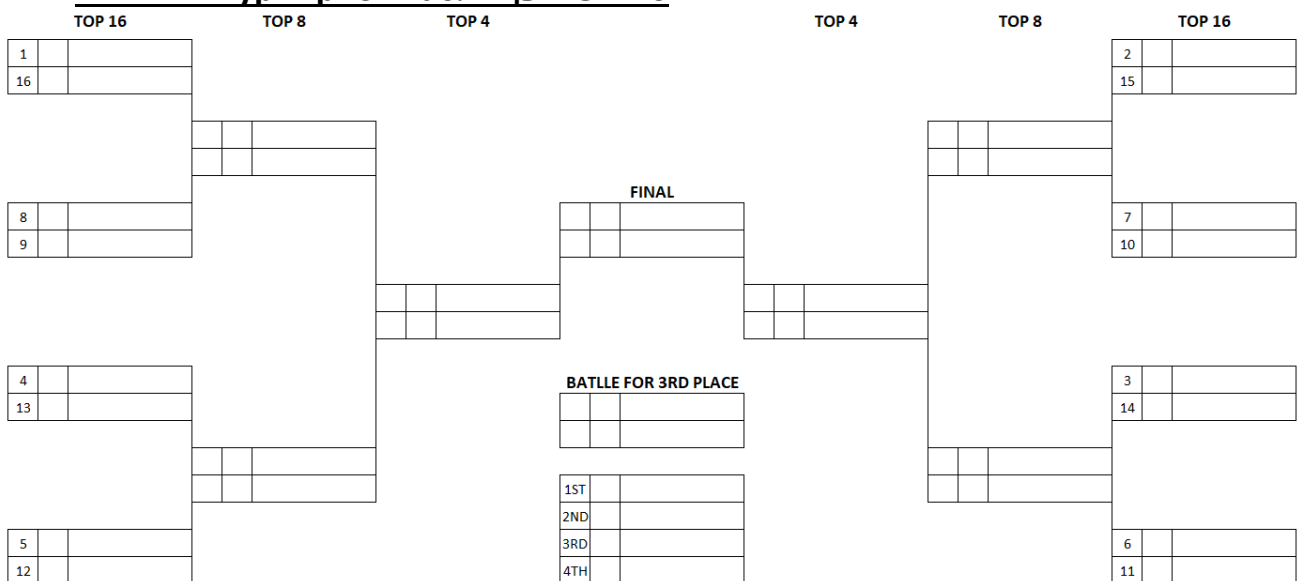 TOP 16 TOP 8 TOP 4 TOP 4 TOP 8 TOP 16
1 2
16 15
FINAL
8 7
9 10
4 BATLLE FOR 3RD PLACE 3
13 14
1ST
2ND
5 3RD 6
12 4TH 11